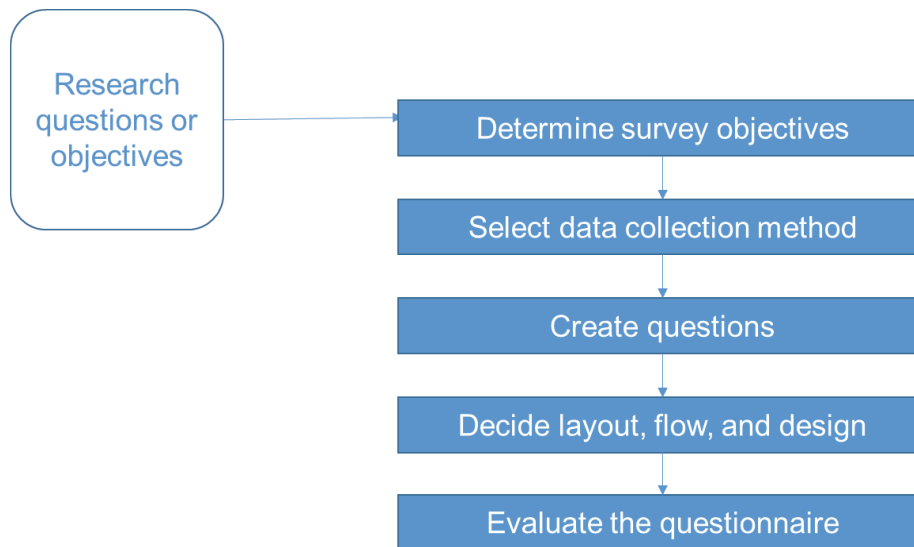 Research
questions or
objectives
Determine survey objectives
Select data collection method
Create questions
Decide layout, flow, and design
Evaluate the questionnaire